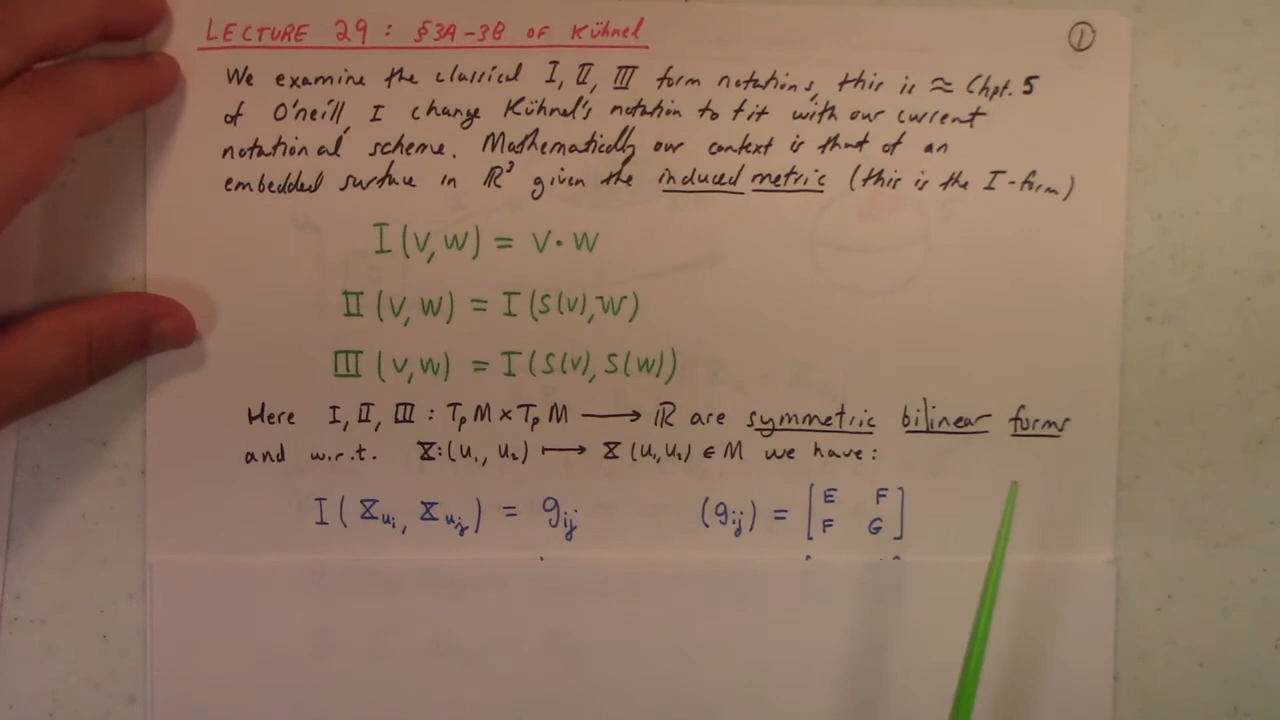 LECTURE 29 : §3A-3B OF Kühnel
①
We examine the classical I, II, III form notations, this is ≈ Chpt. 5
of O'neill, I change Kühnel's notation to fit with our current
notational scheme. Mathematically our context is that of an
embedded surface in ℝ³ given the induced metric (this is the I-form)
I(V,W) = V·W
II(V,W) = I(S(V),W)
III(V,W) = I(S(V),S(W))
Here I, II, III : TₚM × TₚM ⟶ ℝ are symmetric bilinear forms
and w.r.t. X:(u₁, u₂) ⟼ X(u₁,u₂) ∈ M we have:
I(X_{u_i}, X_{u_j}) = g_{ij} (g_{ij}) = [E F
F G]